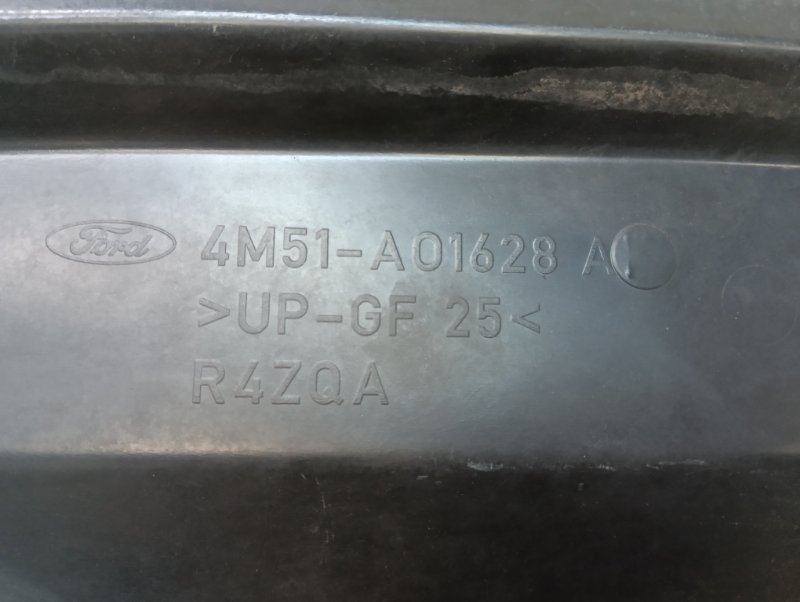 Ford 4M51-A01628 A
>UP-GF 25<
R4ZQA